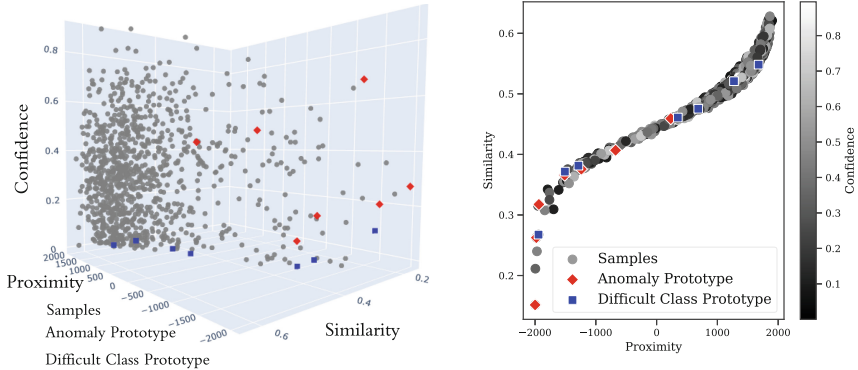 0.8
0.6
0.4
0.2
0
Confidence
2000
1500
1000
500
0
−500
−1000
−1500
−2000
Proximity
0.6
0.4
0.2
Similarity
Samples
Anomaly Prototype
Difficult Class Prototype
0.6
0.5
0.4
0.3
0.2
Similarity
−2000 −1000 0 1000 2000
Proximity
Samples
Anomaly Prototype
Difficult Class Prototype
0.8
0.7
0.6
0.5
0.4
0.3
0.2
0.1
Confidence